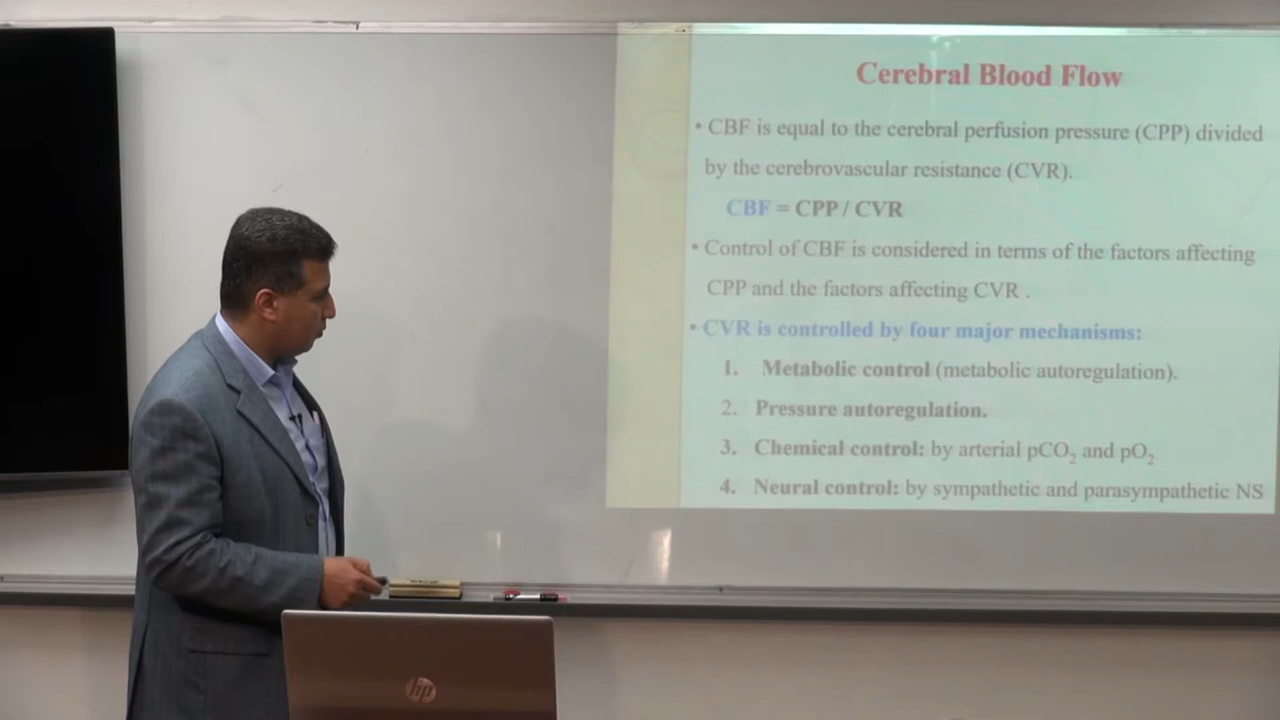 Cerebral Blood Flow
• CBF is equal to the cerebral perfusion pressure (CPP) divided
by the cerebrovascular resistance (CVR).
CBF = CPP / CVR
• Control of CBF is considered in terms of the factors affecting
CPP and the factors affecting CVR .
• CVR is controlled by four major mechanisms:
1. Metabolic control (metabolic autoregulation).
2. Pressure autoregulation.
3. Chemical control: by arterial pCO₂ and pO₂
4. Neural control: by sympathetic and parasympathetic NS
hp